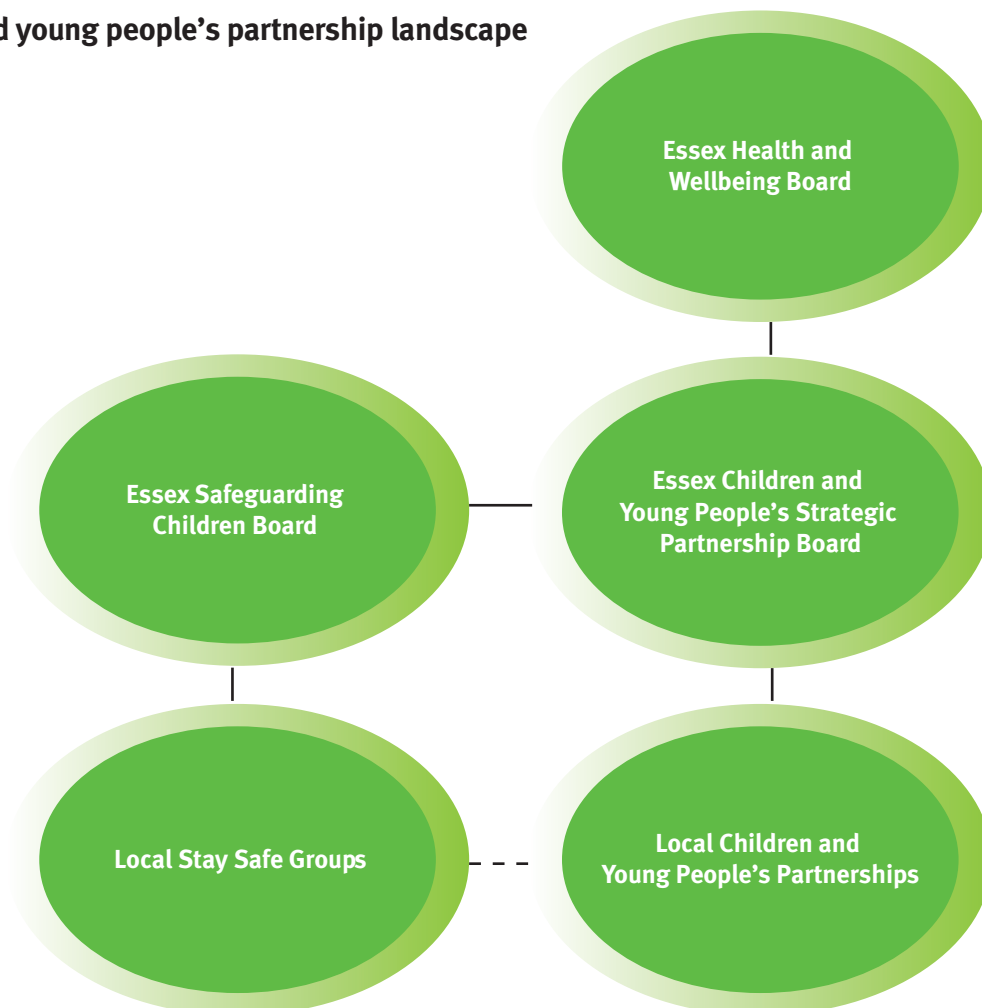 young people’s partnership landscape
Essex Health and
Wellbeing Board
Essex Safeguarding
Children Board
Essex Children and
Young People’s Strategic
Partnership Board
Local Stay Safe Groups
Local Children and
Young People’s Partnerships